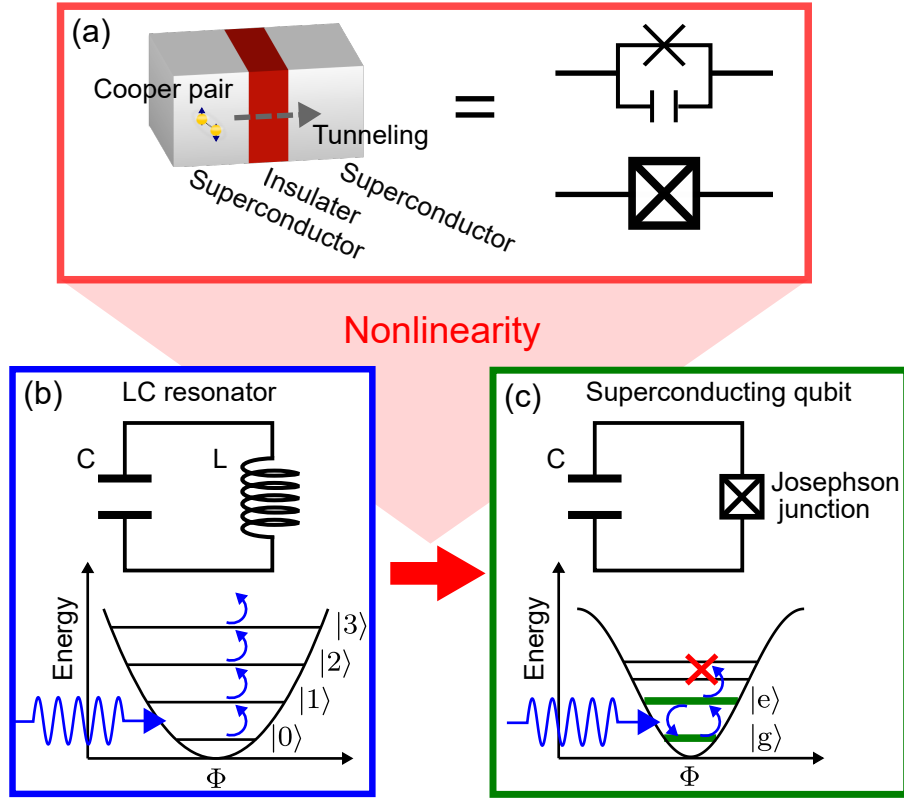 (a)
Cooper pair
Tunneling
Superconductor
Insulater
Superconductor
=
Nonlinearity
(b)
LC resonator
C
L
Energy
|3⟩
|2⟩
|1⟩
|0⟩
Φ
(c)
Superconducting qubit
C
Josephson
junction
Energy
|e⟩
|g⟩
Φ